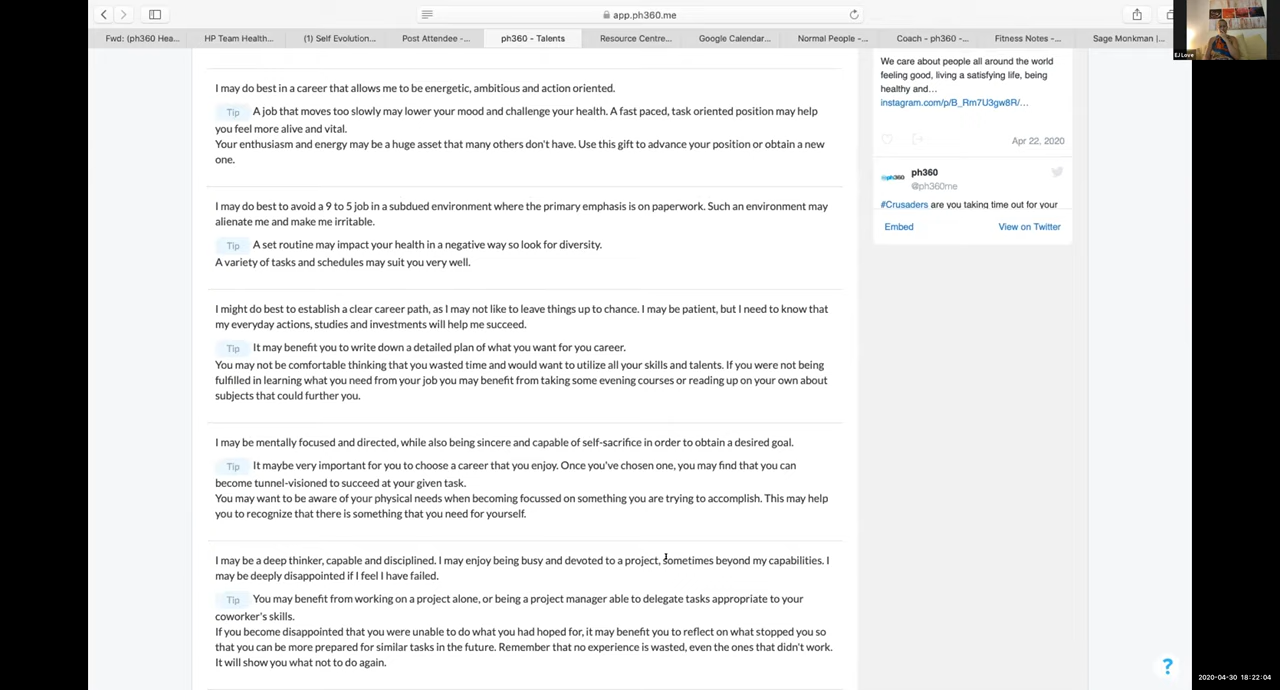 app.ph360.me
Fwd: (ph360 Hea...
HP Team Health...
(1) Self Evolution...
Post Attendee -...
ph360 - Talents
Resource Centre...
Google Calendar...
Normal People -...
Coach - ph360 -...
Fitness Notes -...
Sage Monkman |...
EJ Love
I may do best in a career that allows me to be energetic, ambitious and action oriented.
Tip A job that moves too slowly may lower your mood and challenge your health. A fast paced, task oriented position may help
you feel more alive and vital.
Your enthusiasm and energy may be a huge asset that many others don't have. Use this gift to advance your position or obtain a new
one.
I may do best to avoid a 9 to 5 job in a subdued environment where the primary emphasis is on paperwork. Such an environment may
alienate me and make me irritable.
Tip A set routine may impact your health in a negative way so look for diversity.
A variety of tasks and schedules may suit you very well.
I might do best to establish a clear career path, as I may not like to leave things up to chance. I may be patient, but I need to know that
my everyday actions, studies and investments will help me succeed.
Tip It may benefit you to write down a detailed plan of what you want for you career.
You may not be comfortable thinking that you wasted time and would want to utilize all your skills and talents. If you were not being
fulfilled in learning what you need from your job you may benefit from taking some evening courses or reading up on your own about
subjects that could further you.
I may be mentally focused and directed, while also being sincere and capable of self-sacrifice in order to obtain a desired goal.
Tip It maybe very important for you to choose a career that you enjoy. Once you've chosen one, you may find that you can
become tunnel-visioned to succeed at your given task.
You may want to be aware of your physical needs when becoming focussed on something you are trying to accomplish. This may help
you to recognize that there is something that you need for yourself.
I may be a deep thinker, capable and disciplined. I may enjoy being busy and devoted to a project, sometimes beyond my capabilities. I
may be deeply disappointed if I feel I have failed.
Tip You may benefit from working on a project alone, or being a project manager able to delegate tasks appropriate to your
coworker's skills.
If you become disappointed that you were unable to do what you had hoped for, it may benefit you to reflect on what stopped you so
that you can be more prepared for similar tasks in the future. Remember that no experience is wasted, even the ones that didn't work.
It will show you what not to do again.
We care about people all around the world
feeling good, living a satisfying life, being
healthy and...
instagram.com/p/B_Rm7U3gw8R/...
Apr 22, 2020
ph360
ph360
@ph360me
#Crusaders are you taking time out for your
Embed
View on Twitter
?
2020-04-30 18:22:04